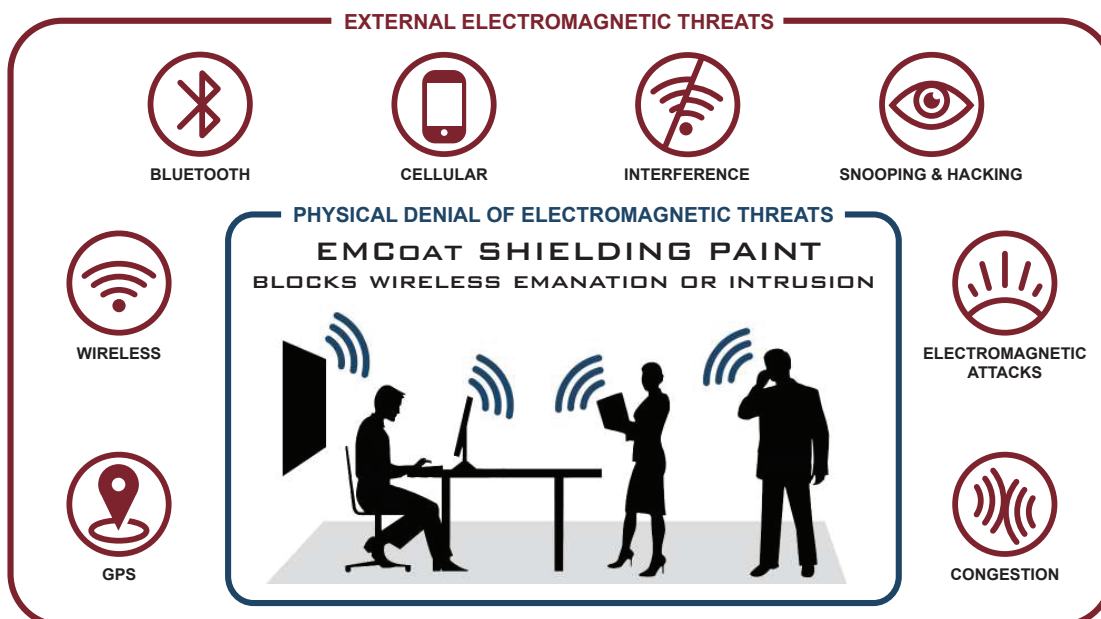 EXTERNAL ELECTROMAGNETIC THREATS
BLUETOOTH
CELLULAR
INTERFERENCE
SNOOPING & HACKING
PHYSICAL DENIAL OF ELECTROMAGNETIC THREATS
EMCOAT SHIELDING PAINT
BLOCKS WIRELESS EMANATION OR INTRUSION
WIRELESS
ELECTROMAGNETIC
ATTACKS
GPS
CONGESTION